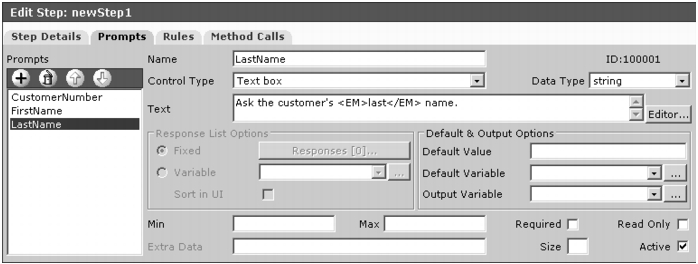 Edit Step: newStep1
Step Details Prompts Rules Method Calls
Prompts
CustomerNumber
FirstName
LastName
Name LastName ID:100001
Control Type Text box Data Type string
Text Ask the customer's <EM>last</EM> name. Editor...
Response List Options
Fixed Responses [0]...
Variable ...
Sort in UI
Default & Output Options
Default Value
Default Variable ...
Output Variable ...
Min Max Required Read Only
Extra Data Size Active